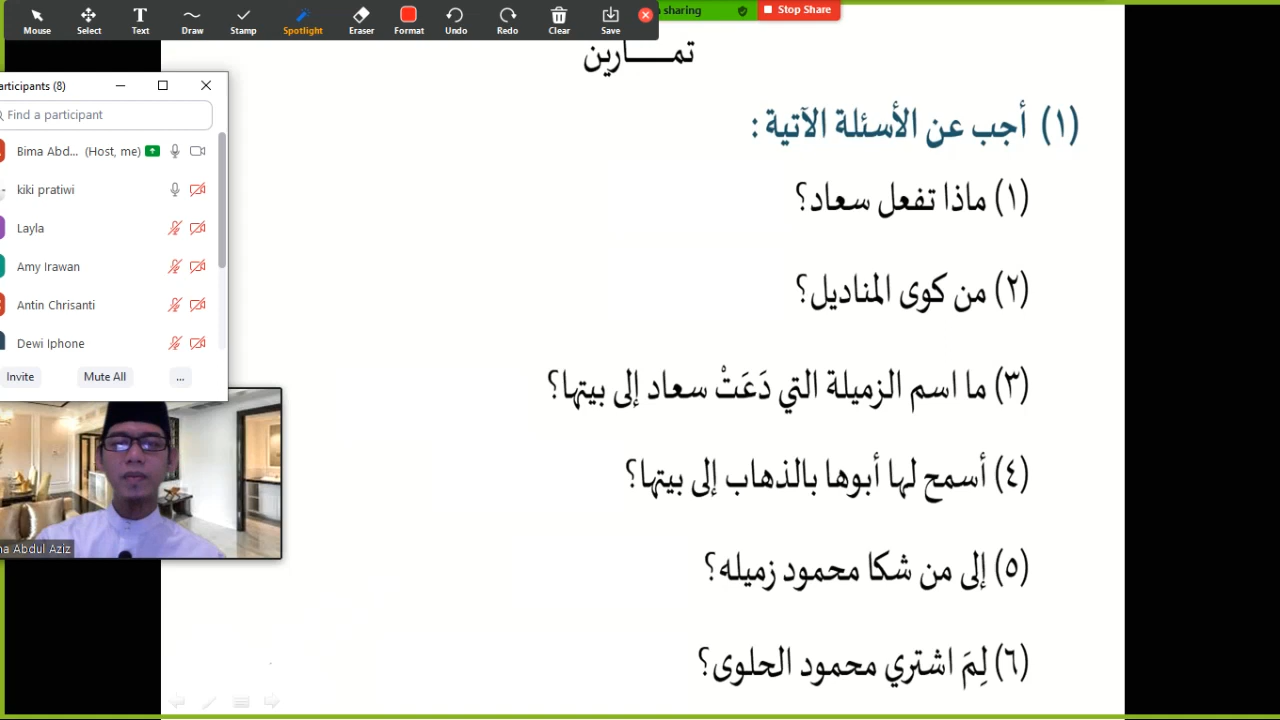 Mouse Select Text Draw Stamp Spotlight Eraser Format Undo Redo Clear Save
sharing Stop Share
تمـــــارين
(١) أجب عن الأسئلة الآتية :
(١) ماذا تفعل سعاد؟
(٢) من كوى المناديل؟
(٣) ما اسم الزميلة التي دَعَتْ سعاد إلى بيتها؟
(٤) أسمح لها أبوها بالذهاب إلى بيتها؟
(٥) إلى من شكا محمود زميله؟
(٦) لِمَ اشتري محمود الحلوى؟
articipants (8)
Find a participant
Bima Abd... (Host, me)
kiki pratiwi
Layla
Amy Irawan
Antin Chrisanti
Dewi Iphone
Invite Mute All ...
na Abdul Aziz